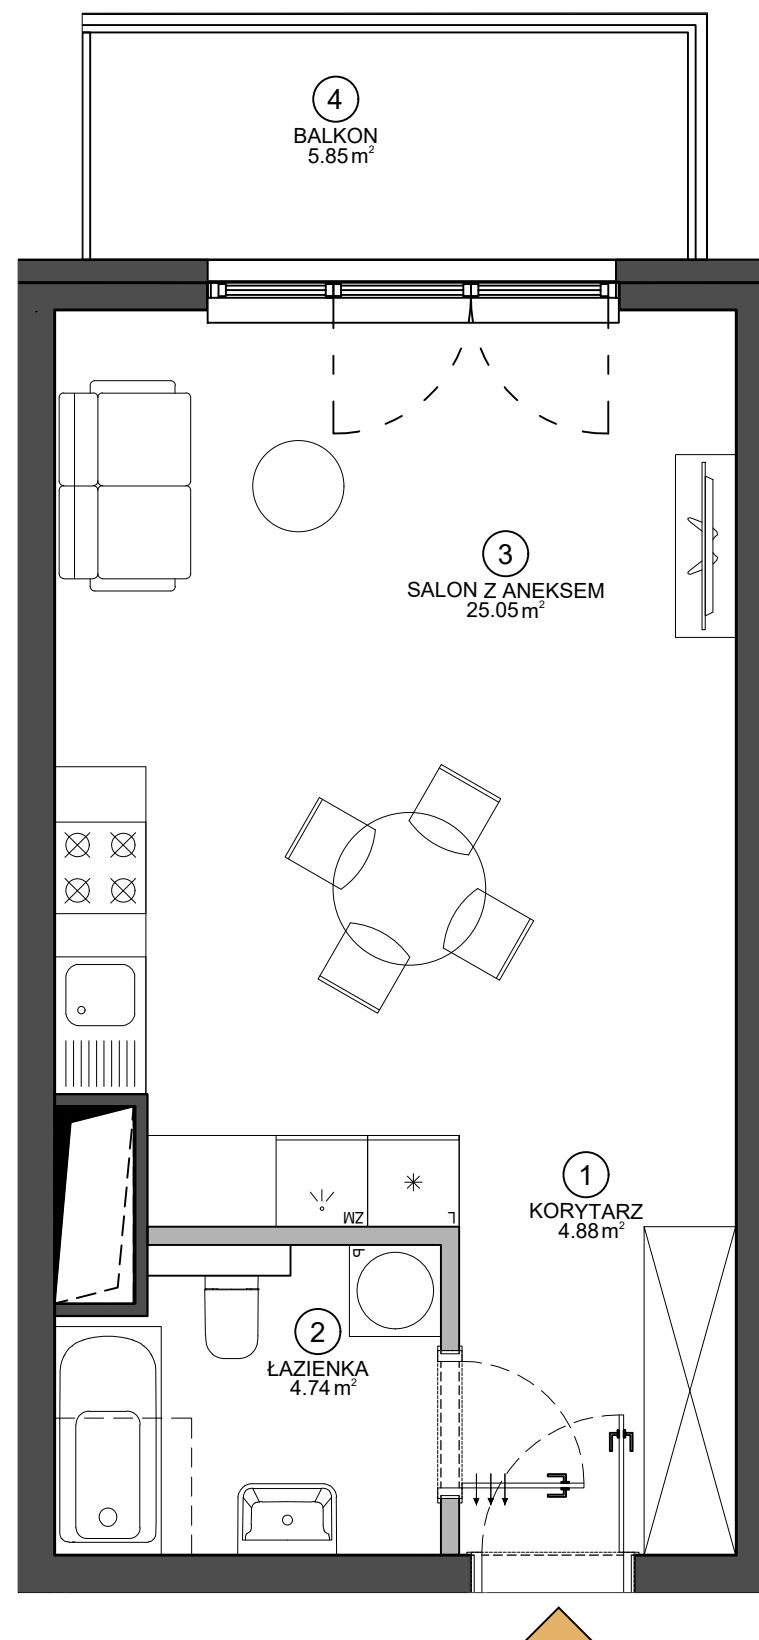 4
BALKON
5.85 m²
3
SALON Z ANEKSEM
25.05 m²
1
KORYTARZ
4.88 m²
ZM
L
P
2
ŁAZIENKA
4.74 m²